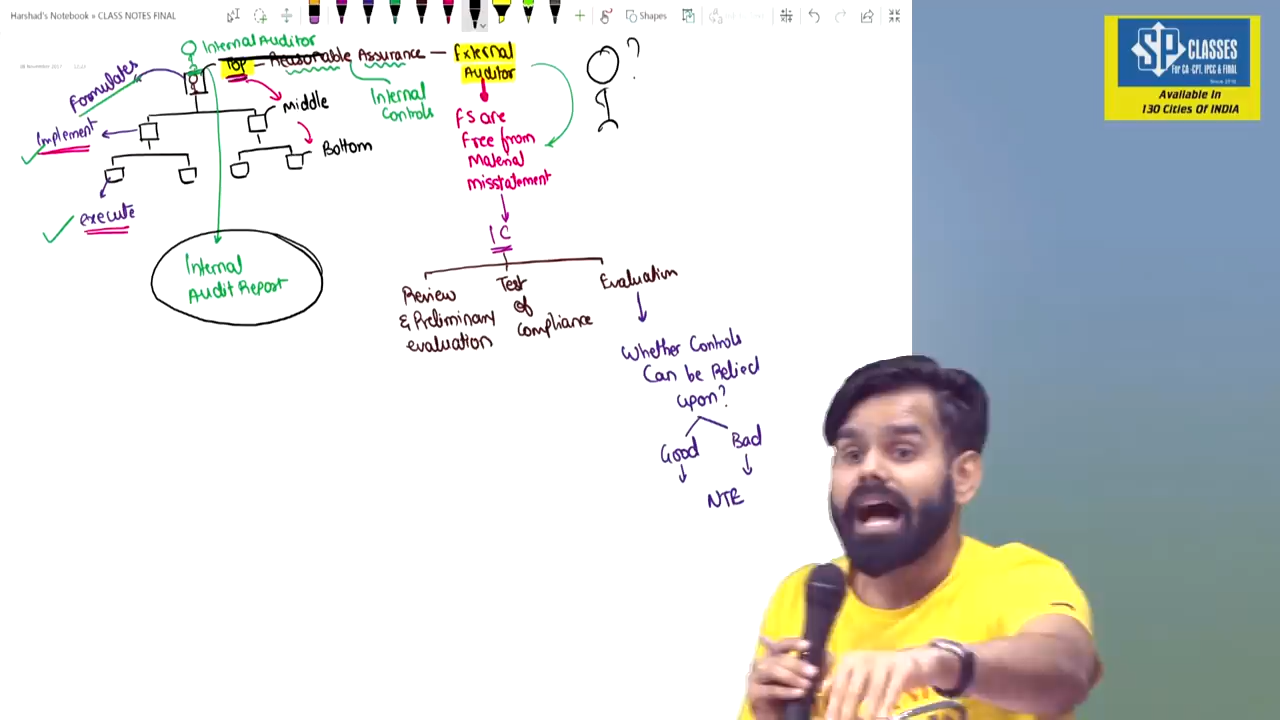 Harshad's Notebook » CLASS NOTES FINAL
Shapes
Internal Auditor
Top - Reasonable Assurance - External
Auditor
Formulates
Implement
execute
Middle
Bottom
Internal
Controls
Internal
Audit Report
FS are
Free from
Material
misstatement
IC
Review
& Preliminary
evaluation
Test
of
compliance
Evaluation
Whether Controls
Can be Relied
upon?
Good
Bad
NTE
?
SP CLASSES
For CA-CPT, IPCC & FINAL
Available In
130 Cities Of INDIA